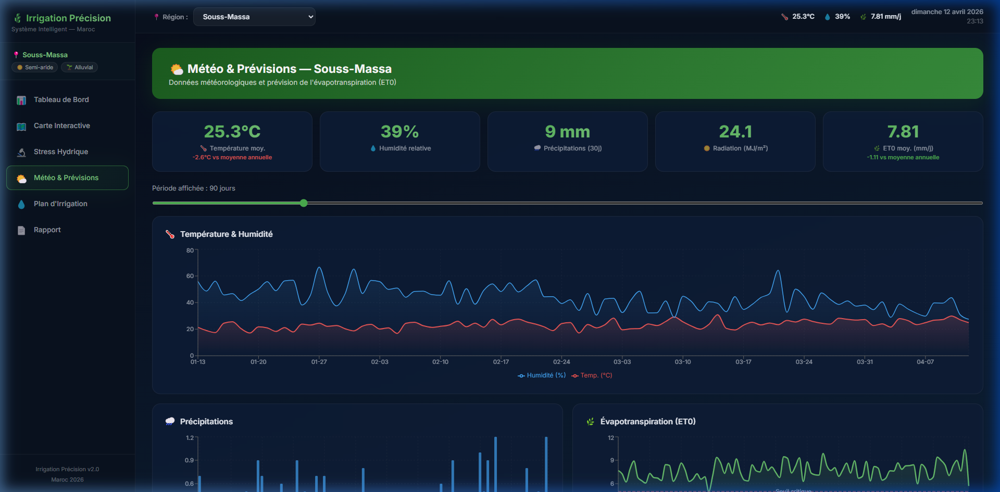 Irrigation Précision
Système Intelligent — Maroc
Souss-Massa
Semi-aride
Alluvial
Tableau de Bord
Carte Interactive
Stress Hydrique
Météo & Prévisions
Plan d'Irrigation
Rapport
Irrigation Précision v2.0
Maroc 2026
Région :
Souss-Massa
25.3°C
39%
7.81 mm/j
dimanche 12 avril 2026
23:13
Météo & Prévisions — Souss-Massa
Données météorologiques et prévision de l'évapotranspiration (ET0)
25.3°C
Température moy.
-2.6°C vs moyenne annuelle
39%
Humidité relative
9 mm
Précipitations (30j)
24.1
Radiation (MJ/m²)
7.81
ET0 moy. (mm/j)
-1.11 vs moyenne annuelle
Période affichée : 90 jours
Température & Humidité
80
60
40
20
0
01-13 01-20 01-27 02-03 02-10 02-17 02-24 03-03 03-10 03-17 03-24 03-31 04-07
Humidité (%) Temp. (°C)
Précipitations
1.2
0.9
0.6
Évapotranspiration (ET0)
12
9
6
Seuil critique